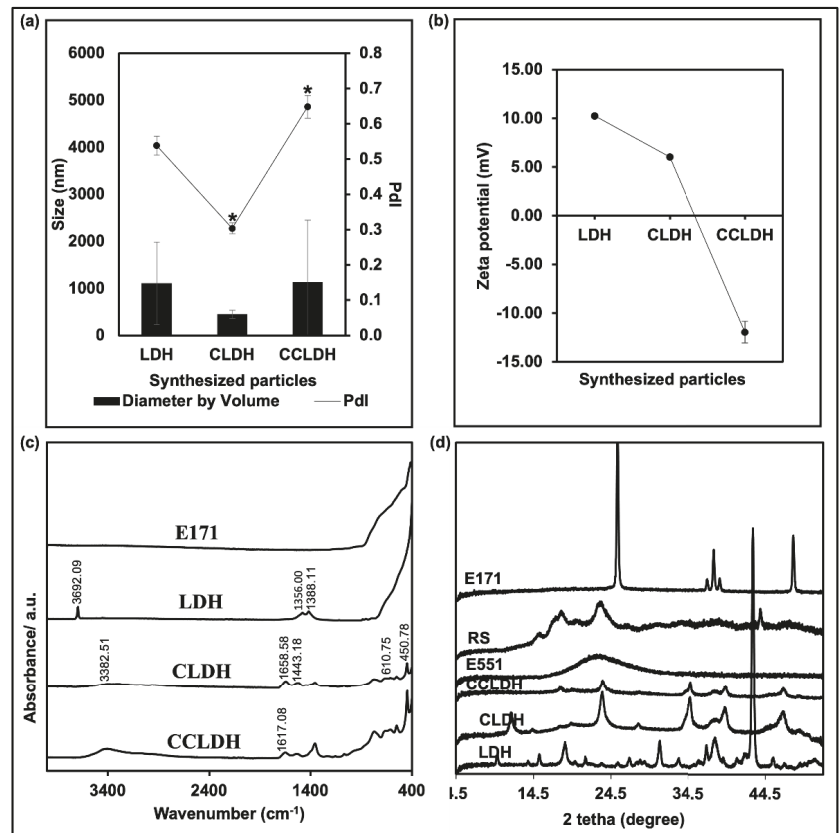 (a)
6000
5000
4000
3000
2000
1000
0
Size (nm)
0.8
0.7
0.6
0.5
0.4
0.3
0.2
0.1
0.0
PdI
*
*
LDH CLDH CCLDH
Synthesized particles
Diameter by Volume PdI
(b)
15.00
10.00
5.00
0.00
-5.00
-10.00
-15.00
Zeta potential (mV)
LDH CLDH CCLDH
Synthesized particles
(c)
E171
3692.09
1356.00
1388.11
LDH
3382.51
1658.58
1443.18
610.75
450.78
CLDH
1617.08
CCLDH
Absorbance/ a.u.
3400 2400 1400 400
Wavenumber (cm-1)
(d)
E171
RS
E551
CCLDH
CLDH
LDH
4.5 14.5 24.5 34.5 44.5
2 tetha (degree)